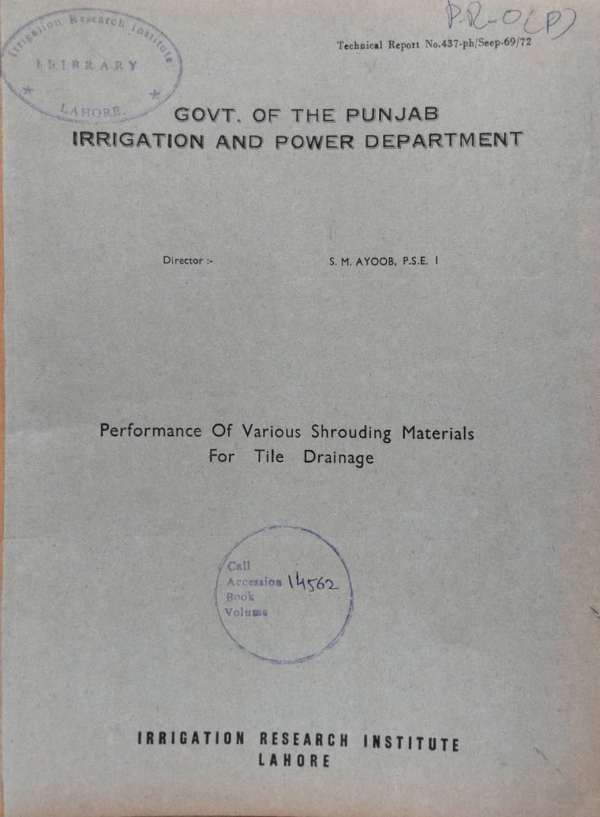 P.R-O(P)
Technical Report No.437-ph/Seep-69/72
Irrigation Research Institute
LIBRARY
LAHORE.
GOVT. OF THE PUNJAB
IRRIGATION AND POWER DEPARTMENT
Director :- S. M. AYOOB, P.S.E. I
Performance Of Various Shrouding Materials
For Tile Drainage
Call
Accession 14562
Book
Volume
IRRIGATION RESEARCH INSTITUTE
LAHORE